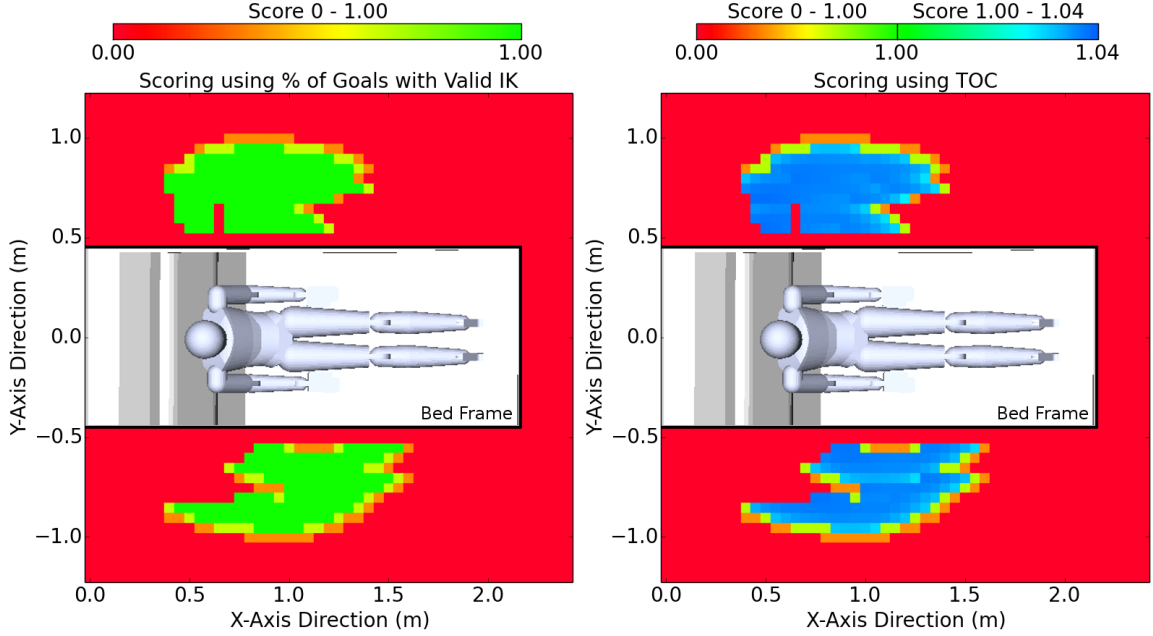 Score 0 - 1.00
0.00 1.00
Scoring using % of Goals with Valid IK
Y-Axis Direction (m)
1.0
0.5
0.0
−0.5
−1.0
Bed Frame
0.0 0.5 1.0 1.5 2.0
X-Axis Direction (m)
Score 0 - 1.00 Score 1.00 - 1.04
0.00 1.00 1.04
Scoring using TOC
Y-Axis Direction (m)
1.0
0.5
0.0
−0.5
−1.0
Bed Frame
0.0 0.5 1.0 1.5 2.0
X-Axis Direction (m)